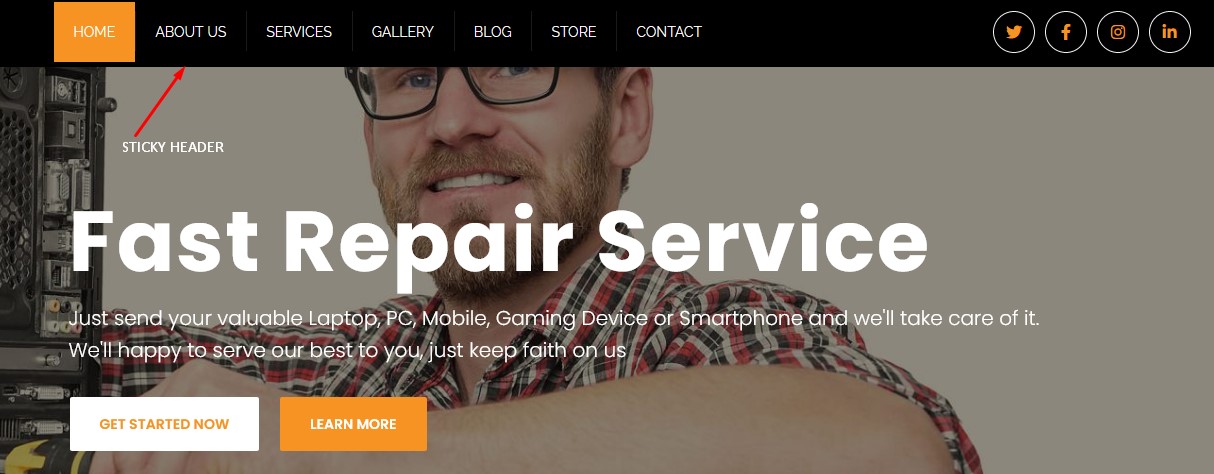 HOME ABOUT US SERVICES GALLERY BLOG STORE CONTACT
STICKY HEADER
Fast Repair Service
Just send your valuable Laptop, PC, Mobile, Gaming Device or Smartphone and we'll take care of it.
We'll happy to serve our best to you, just keep faith on us
GET STARTED NOW LEARN MORE